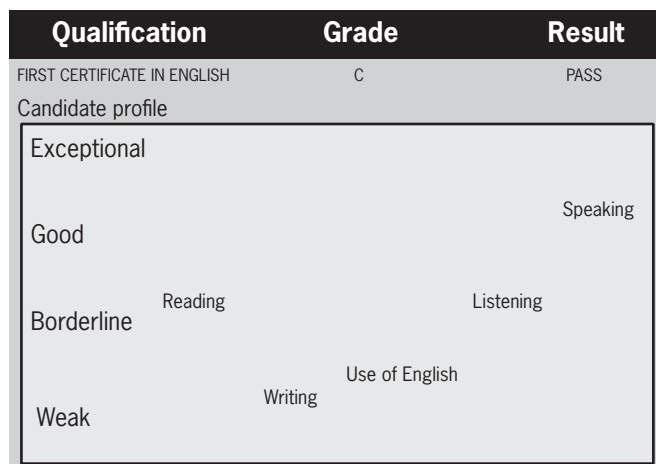 Qualification Grade Result
FIRST CERTIFICATE IN ENGLISH C PASS
Candidate profile
Exceptional
Speaking
Good
Reading Listening
Borderline
Use of English
Writing
Weak